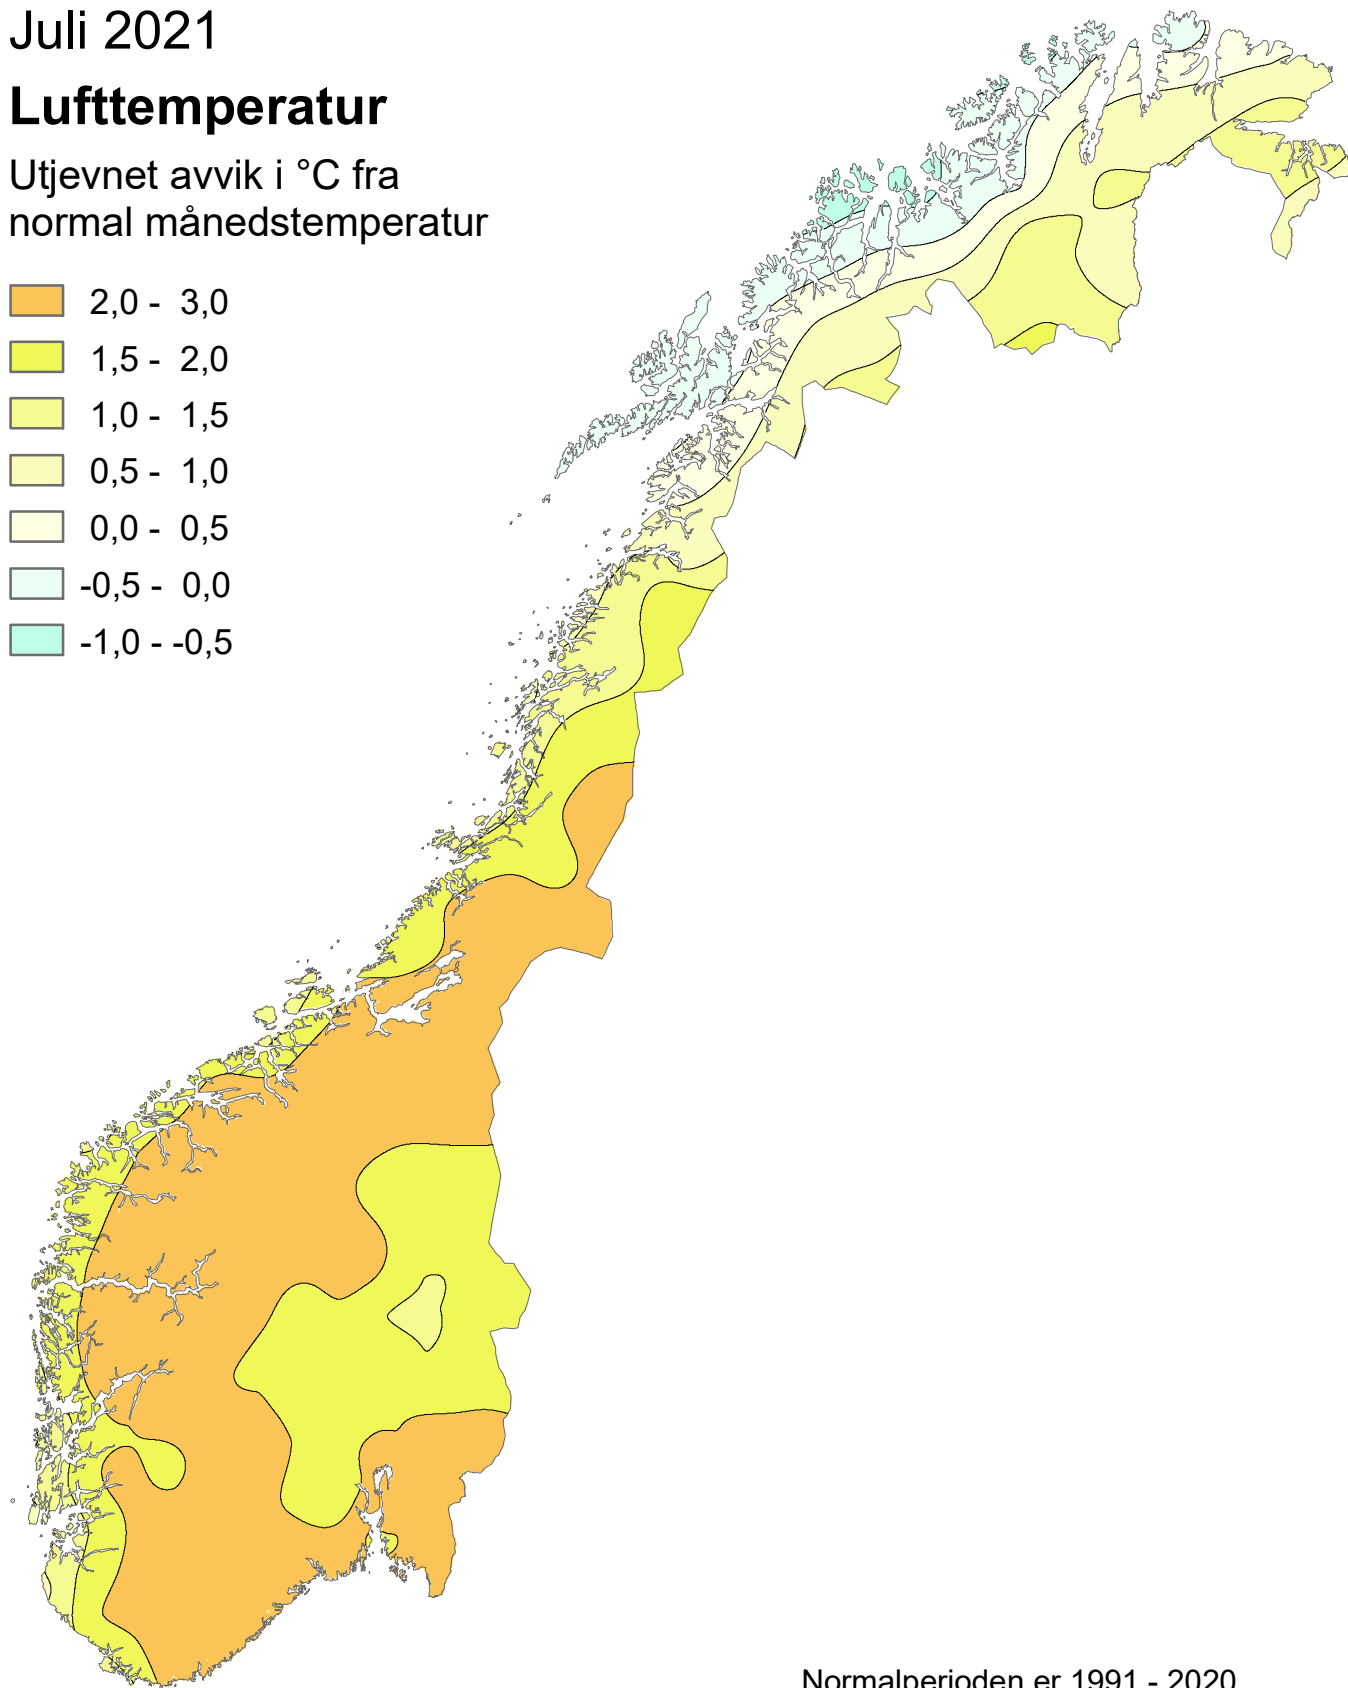 Juli 2021
Lufttemperatur
Utjevnet avvik i °C fra
normal månedstemperatur
2,0 - 3,0
1,5 - 2,0
1,0 - 1,5
0,5 - 1,0
0,0 - 0,5
-0,5 - 0,0
-1,0 - -0,5
Normalperioden er 1991 - 2020